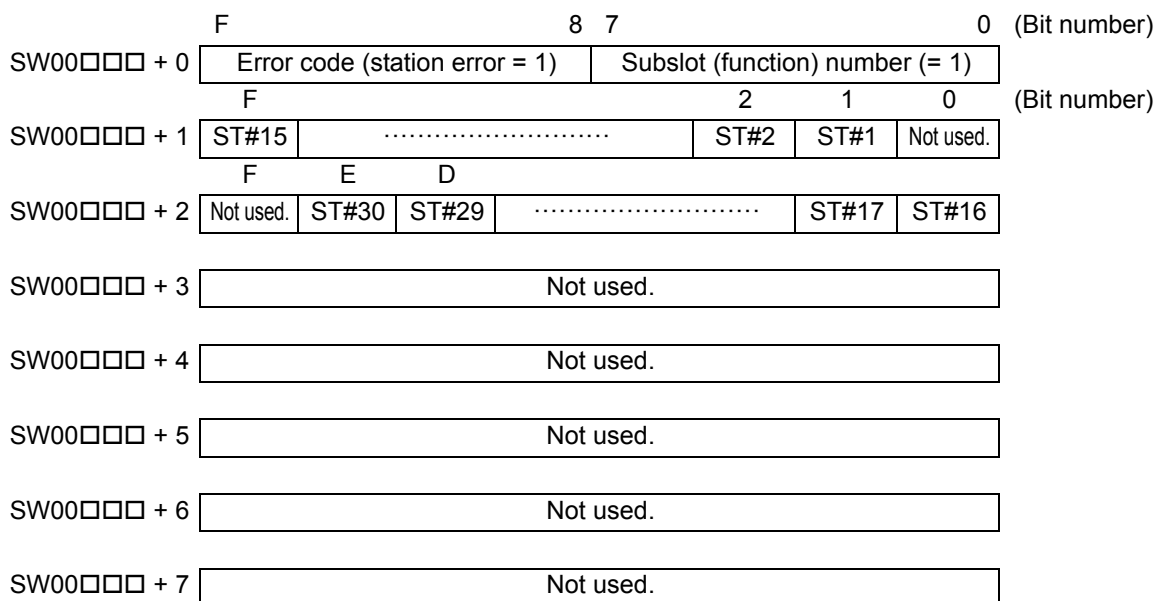 F 8 7 0 (Bit number)
SW00□□□ + 0 Error code (station error = 1) Subslot (function) number (= 1)
F 2 1 0 (Bit number)
SW00□□□ + 1 ST#15 ··························· ST#2 ST#1 Not used.
F E D
SW00□□□ + 2 Not used. ST#30 ST#29 ··························· ST#17 ST#16
SW00□□□ + 3 Not used.
SW00□□□ + 4 Not used.
SW00□□□ + 5 Not used.
SW00□□□ + 6 Not used.
SW00□□□ + 7 Not used.